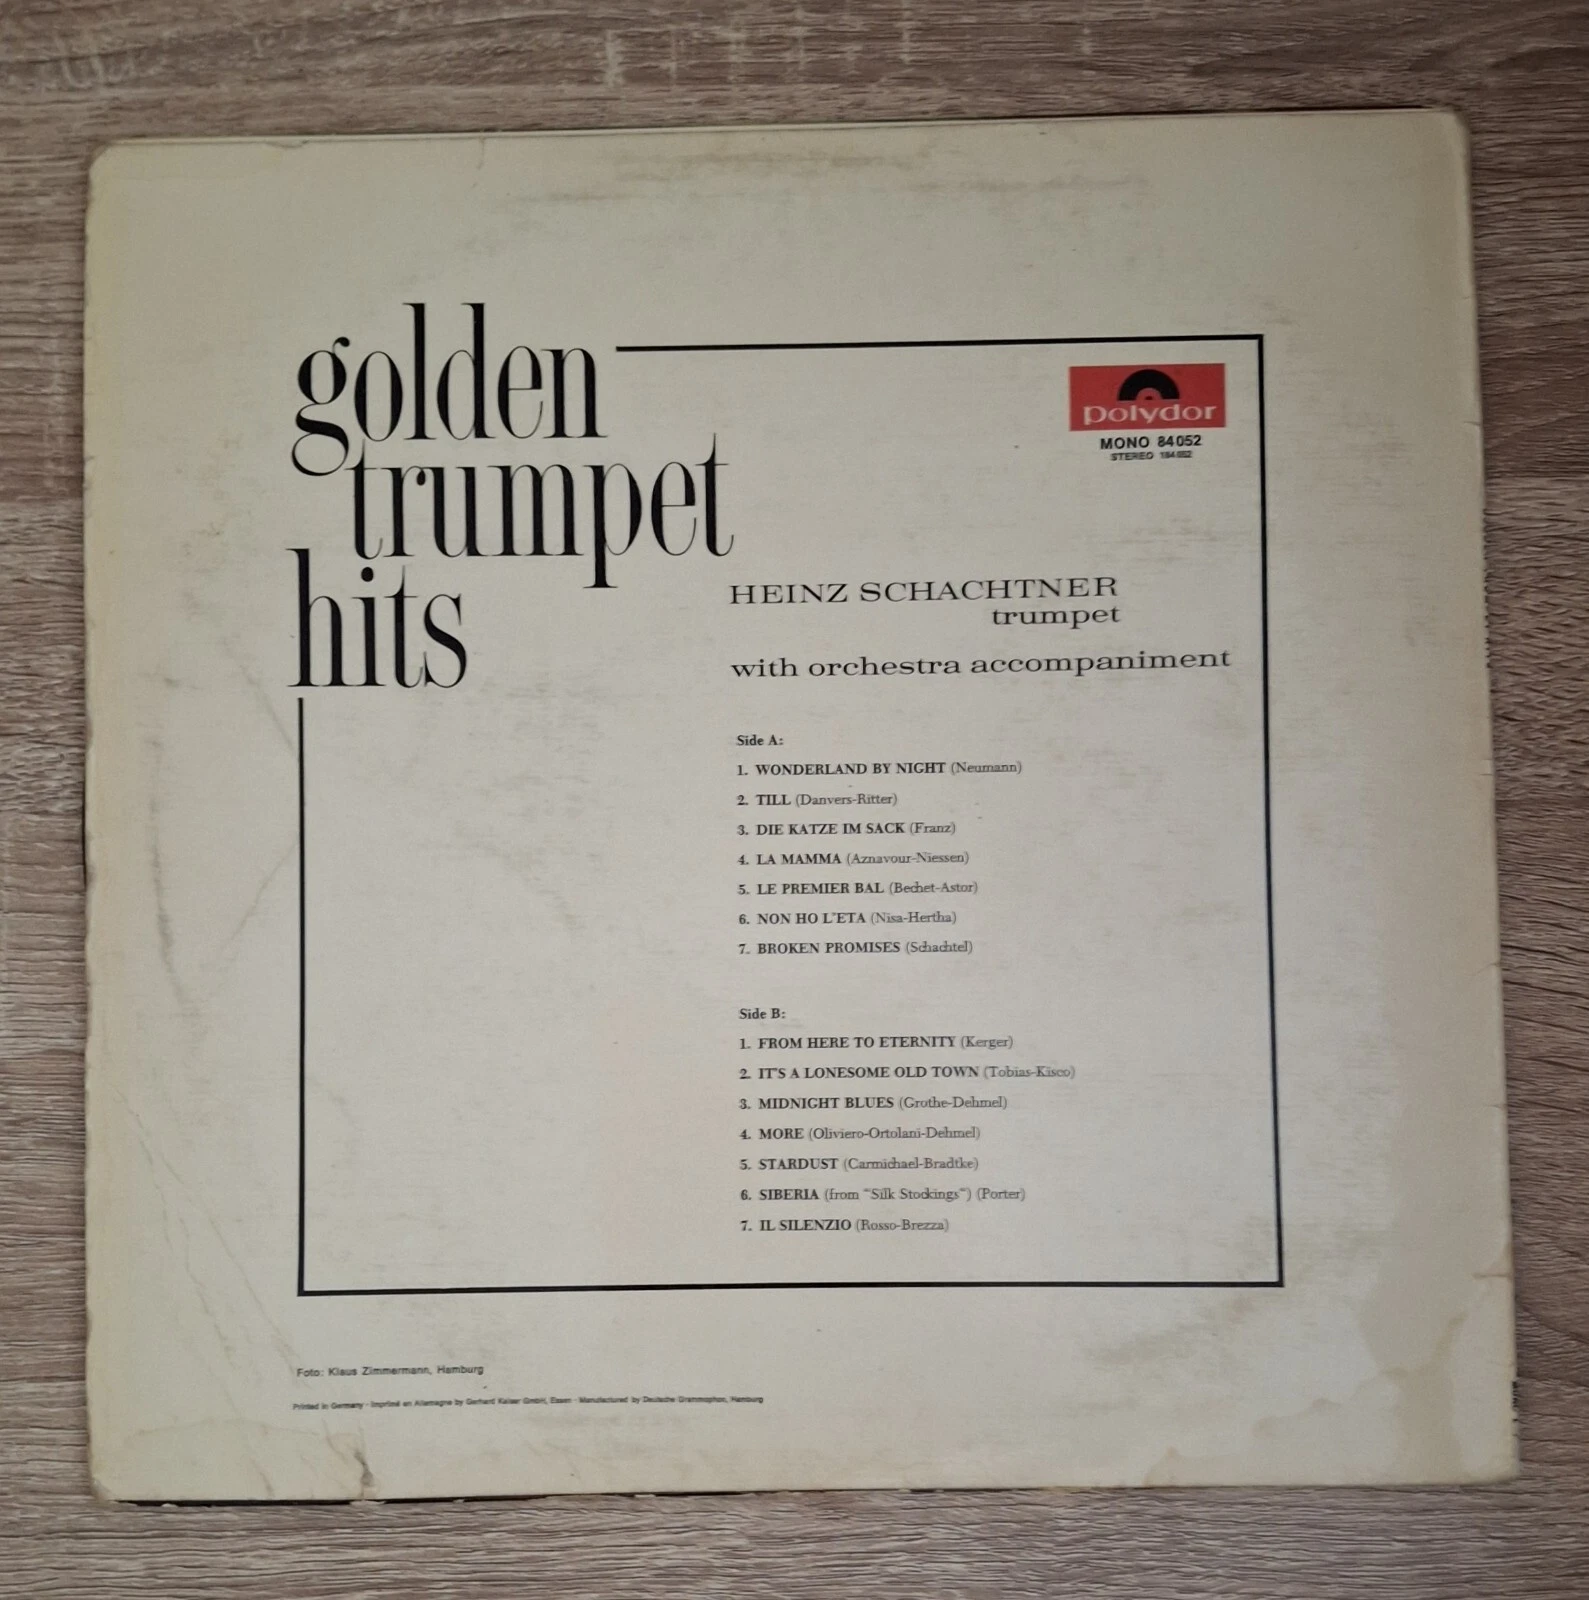 golden
trumpet
hits
polydor
MONO 84052
STEREO 184 052
HEINZ SCHACHTNER
trumpet
with orchestra accompaniment
Side A:
1. WONDERLAND BY NIGHT (Neumann)
2. TILL (Danvers-Ritter)
3. DIE KATZE IM SACK (Franz)
4. LA MAMMA (Aznavour-Niessen)
5. LE PREMIER BAL (Bechet-Astor)
6. NON HO L'ETA (Nisa-Hertha)
7. BROKEN PROMISES (Schachtel)
Side B:
1. FROM HERE TO ETERNITY (Kerger)
2. IT'S A LONESOME OLD TOWN (Tobias-Kisco)
3. MIDNIGHT BLUES (Grothe-Dehmel)
4. MORE (Oliviero-Ortolani-Dehmel)
5. STARDUST (Carmichael-Bradtke)
6. SIBERIA (from "Silk Stockings") (Porter)
7. IL SILENZIO (Rosso-Brezza)
Foto: Klaus Zimmermann, Hamburg
Printed in Germany · Imprimé en Allemagne by Gerhard Kaiser GmbH, Essen · Manufactured by Deutsche Grammophon, Hamburg